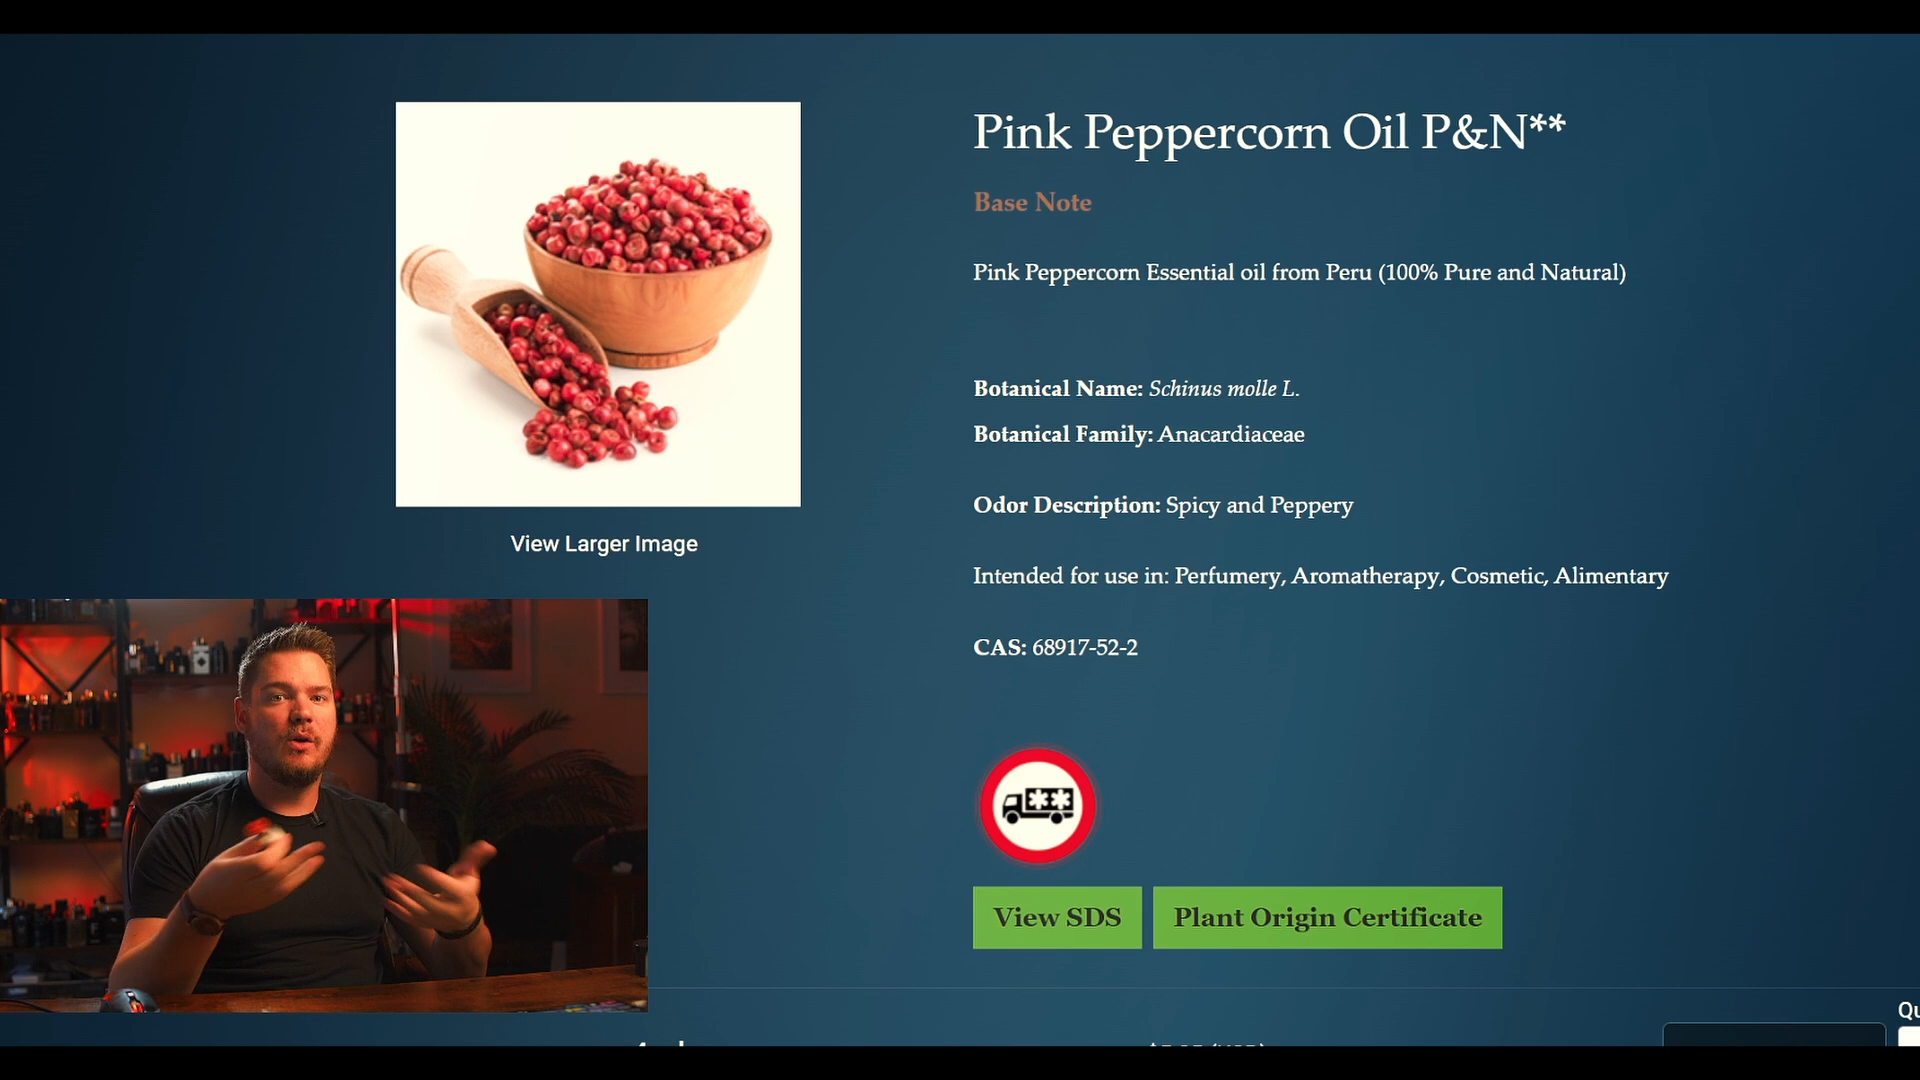 Pink Peppercorn Oil P&N**
Base Note
Pink Peppercorn Essential oil from Peru (100% Pure and Natural)
Botanical Name: Schinus molle L.
Botanical Family: Anacardiaceae
Odor Description: Spicy and Peppery
View Larger Image
Intended for use in: Perfumery, Aromatherapy, Cosmetic, Alimentary
CAS: 68917-52-2
**
View SDS
Plant Origin Certificate